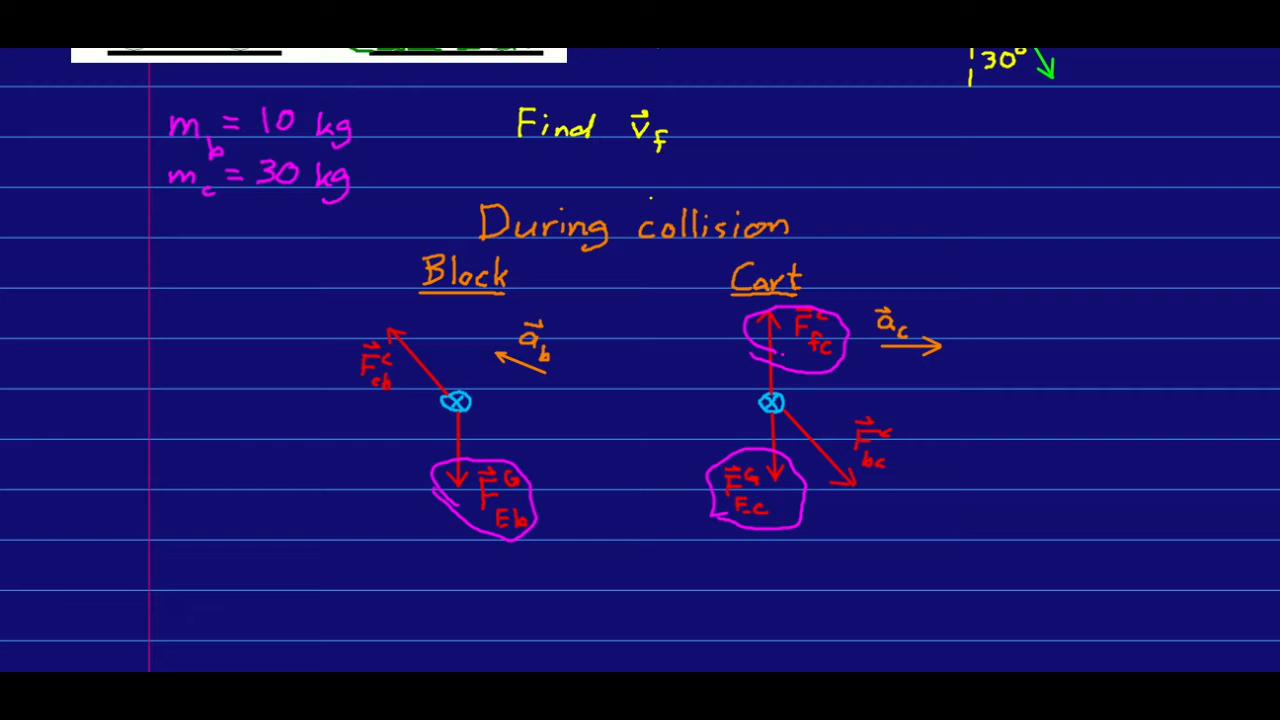 30°
m_b = 10 kg
Find v⃗_f
m_c = 30 kg
During collision
Block
Cart
F⃗^c_cb
a⃗_b
F⃗^c_fc
a⃗_c
F⃗^G_Eb
F⃗^G_Ec
F⃗^c_bc